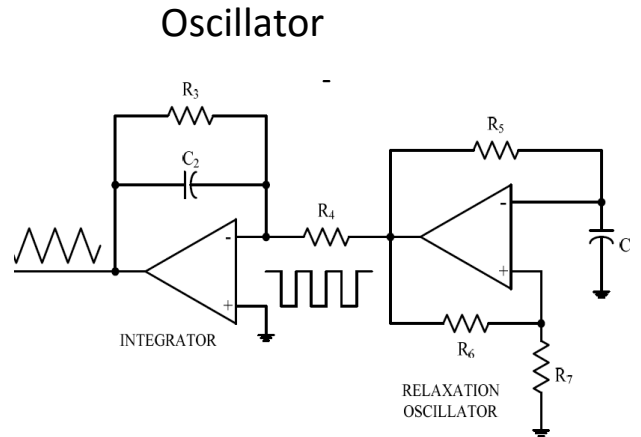 Oscillator
-
R₃
C₂
R₅
R₄
-
-
C
+
+
INTEGRATOR
R₆
R₇
RELAXATION
OSCILLATOR